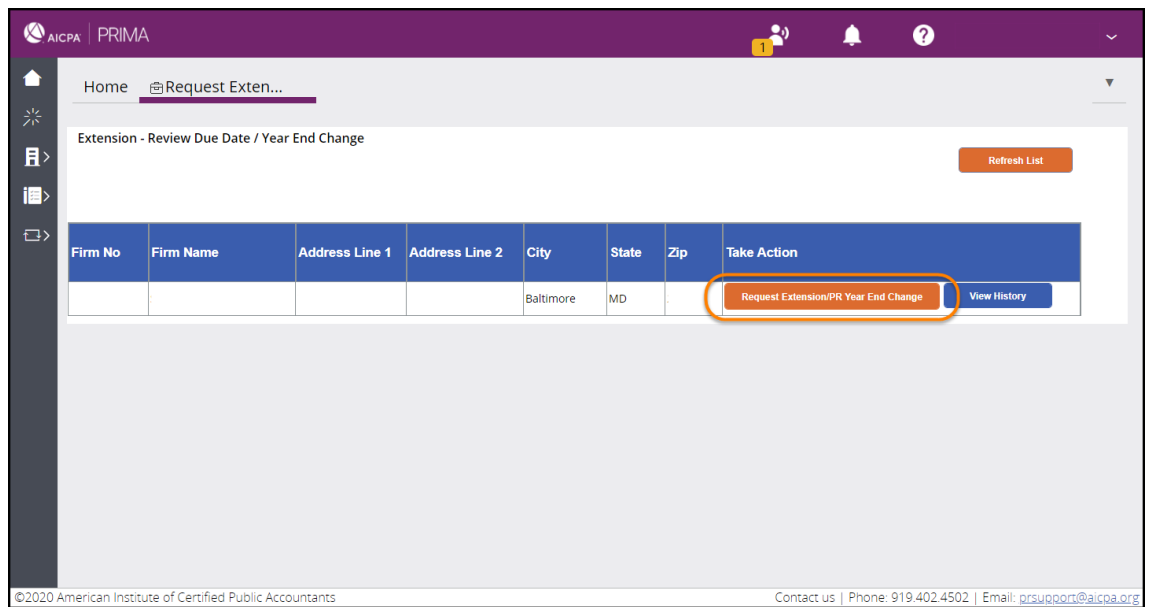 AICPA PRIMA
1
Home Request Exten...
Extension - Review Due Date / Year End Change
Refresh List
Firm No Firm Name Address Line 1 Address Line 2 City State Zip Take Action
Baltimore MD Request Extension/PR Year End Change View History
©2020 American Institute of Certified Public Accountants Contact us | Phone: 919.402.4502 | Email: prsupport@aicpa.org